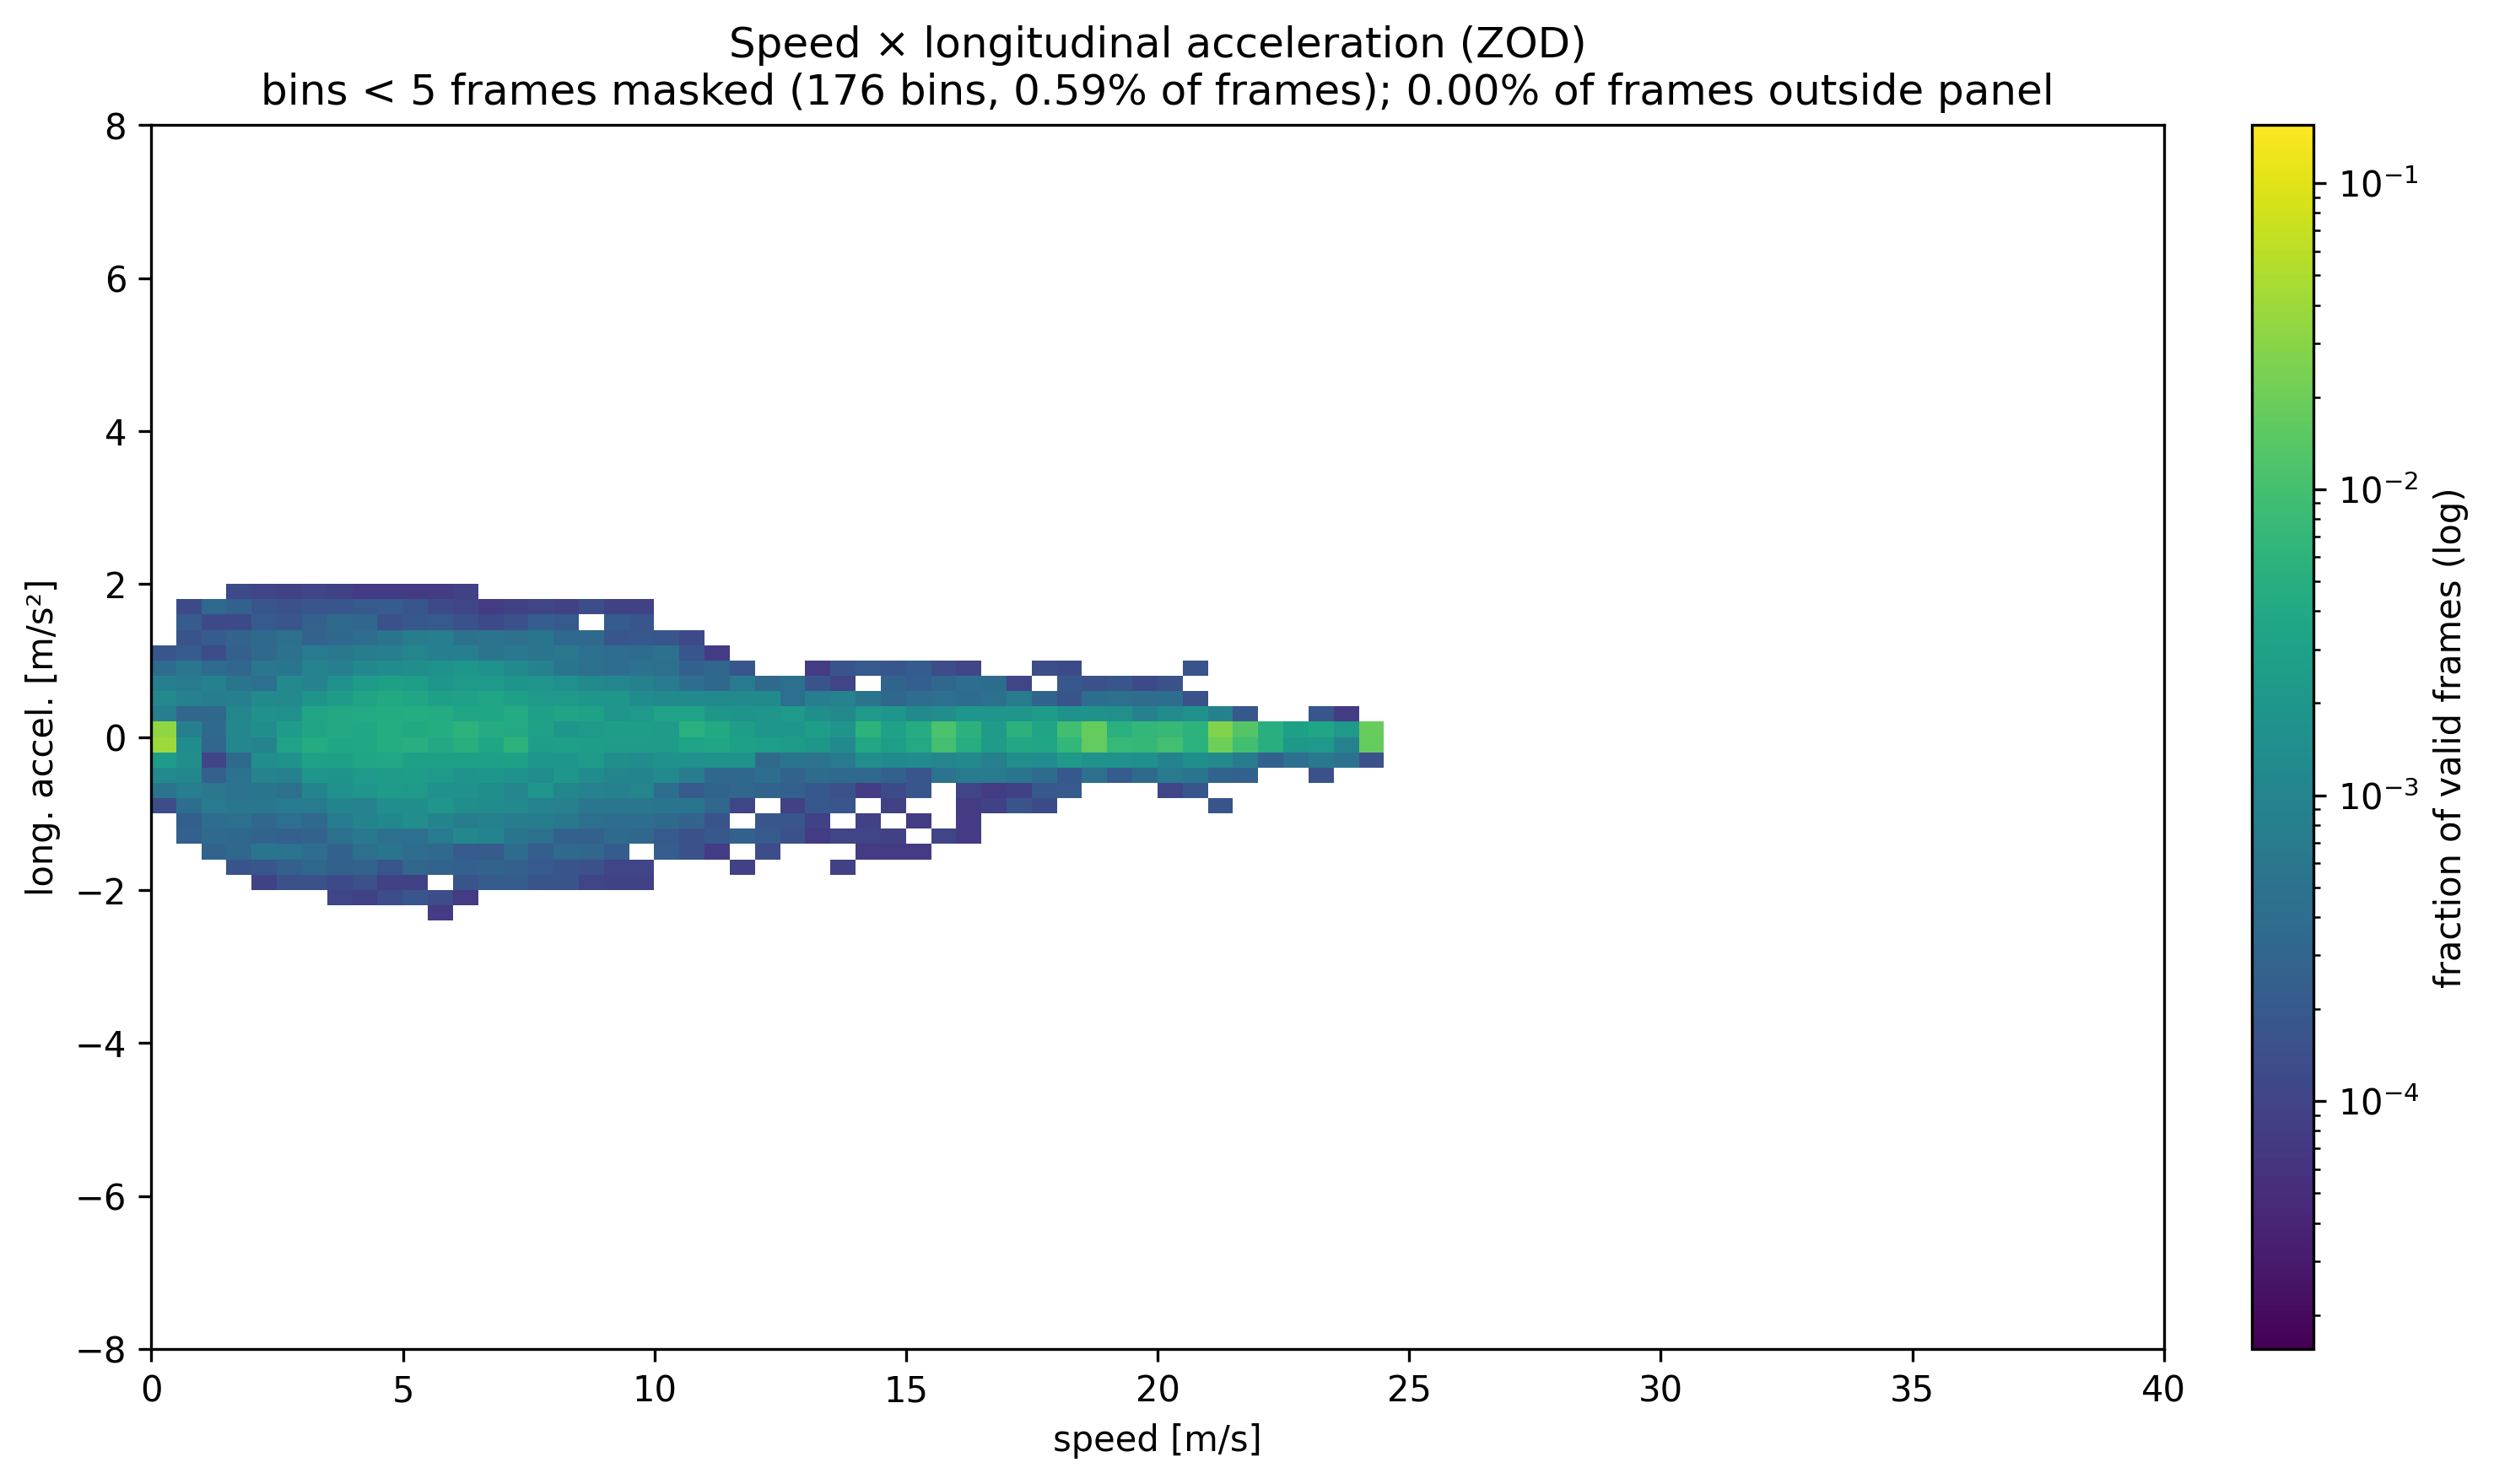 Speed × longitudinal acceleration (ZOD)
bins < 5 frames masked (176 bins, 0.59% of frames); 0.00% of frames outside panel
8
6
4
2
0
−2
−4
−6
−8
long. accel. [m/s²]
0 5 10 15 20 25 30 35 40
speed [m/s]
10⁻¹
10⁻²
10⁻³
10⁻⁴
fraction of valid frames (log)